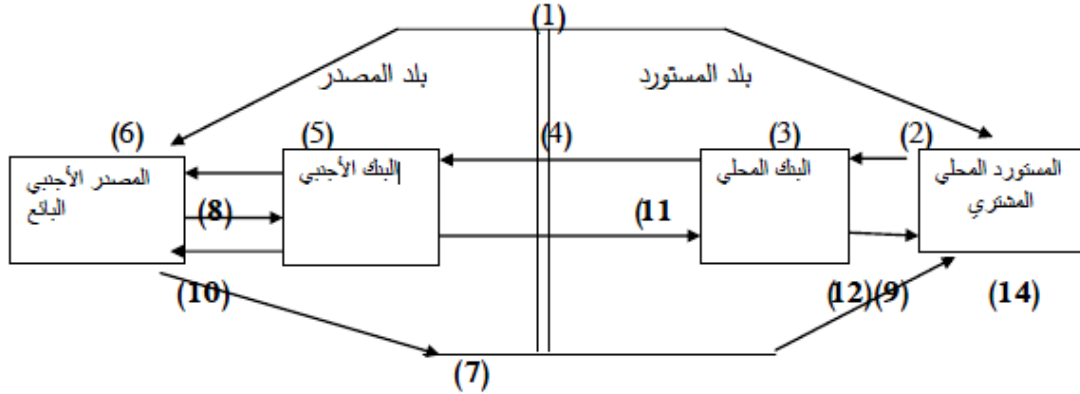 (1)
بلد المستورد
بلد المصدر
(2)
(3)
(4)
(5)
(6)
المستورد المحلي
المشتري
البنك المحلي
البنك الأجنبي
المصدر الأجنبي
البائع
(11
(8)
(14)
(9)(12)
(10)
(7)